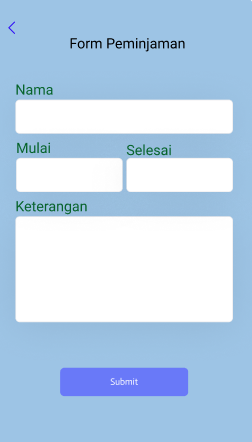 Form Peminjaman
Nama
Mulai
Selesai
Keterangan
Submit